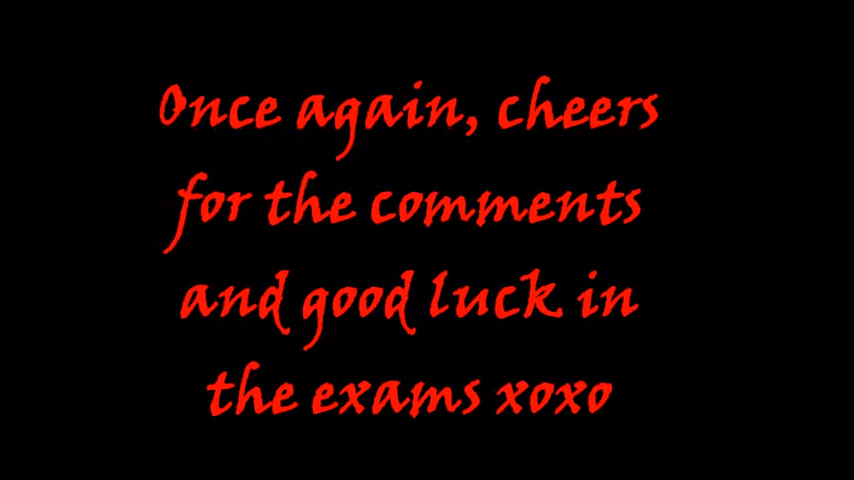 Once again, cheers
for the comments
and good luck in
the exams xoxo